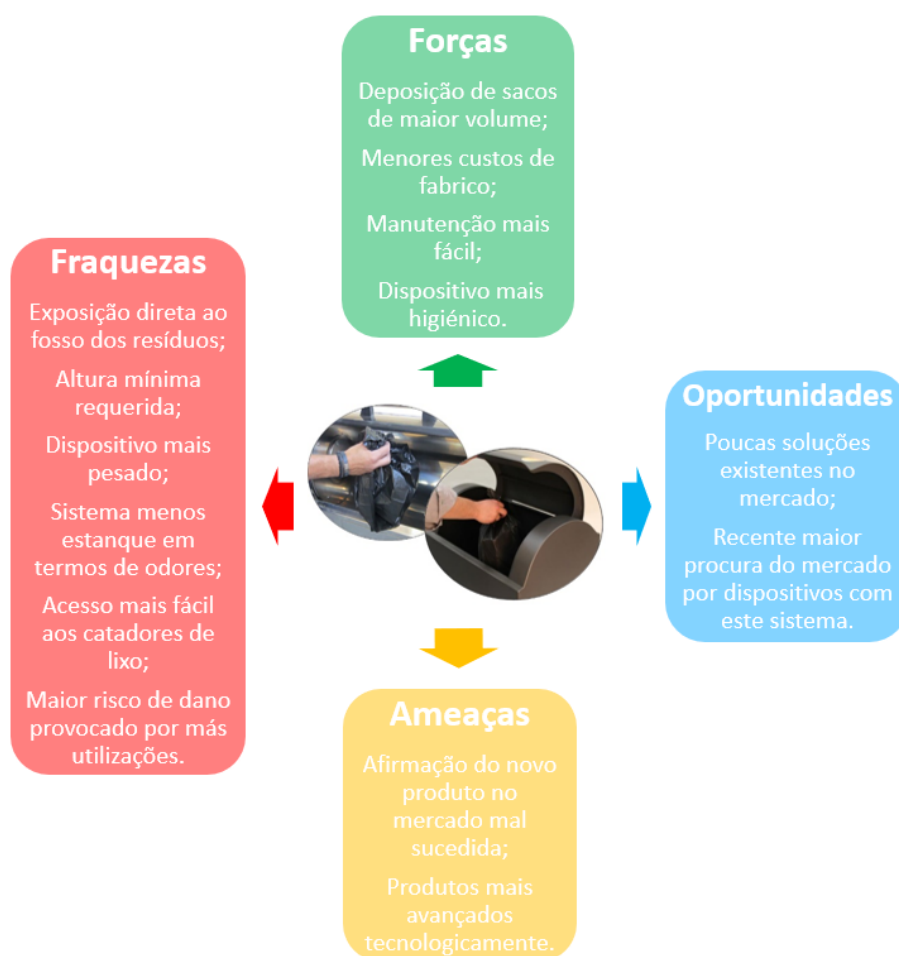 Forças
Deposição de sacos
de maior volume;
Menores custos de
fabrico;
Manutenção mais
fácil;
Dispositivo mais
higiénico.
Fraquezas
Exposição direta ao
fosso dos resíduos;
Altura mínima
requerida;
Dispositivo mais
pesado;
Sistema menos
estanque em
termos de odores;
Acesso mais fácil
aos catadores de
lixo;
Maior risco de dano
provocado por más
utilizações.
Oportunidades
Poucas soluções
existentes no
mercado;
Recente maior
procura do mercado
por dispositivos com
este sistema.
Ameaças
Afirmação do novo
produto no
mercado mal
sucedida;
Produtos mais
avançados
tecnologicamente.